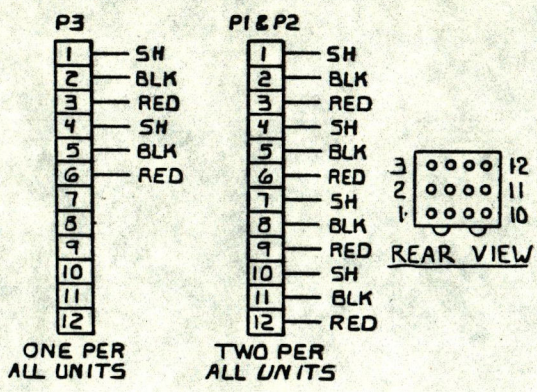 P3
1 SH
2 BLK
3 RED
4 SH
5 BLK
6 RED
7
8
9
10
11
12
ONE PER
ALL UNITS
P1 & P2
1 SH
2 BLK
3 RED
4 SH
5 BLK
6 RED
7 SH
8 BLK
9 RED
10 SH
11 BLK
12 RED
TWO PER
ALL UNITS
3 12
2 11
1 10
REAR VIEW